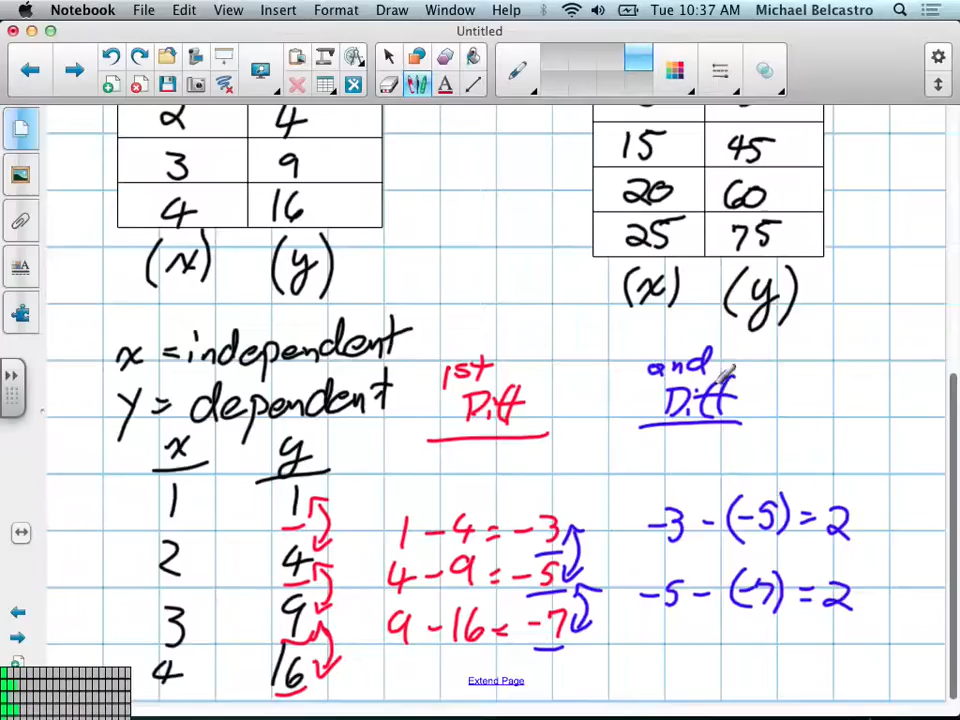 Notebook File Edit View Insert Format Draw Window Help Tue 10:37 AM Michael Belcastro
Untitled
2 4
3 9
4 16
(x) (y)
15 45
20 60
25 75
(x) (y)
x = independent
y = dependent
1st
Diff
2nd
Diff
x y
1 1
2 4
3 9
4 16
1 - 4 = -3
4 - 9 = -5
9 - 16 = -7
-3 - (-5) = 2
-5 - (-7) = 2
Extend Page